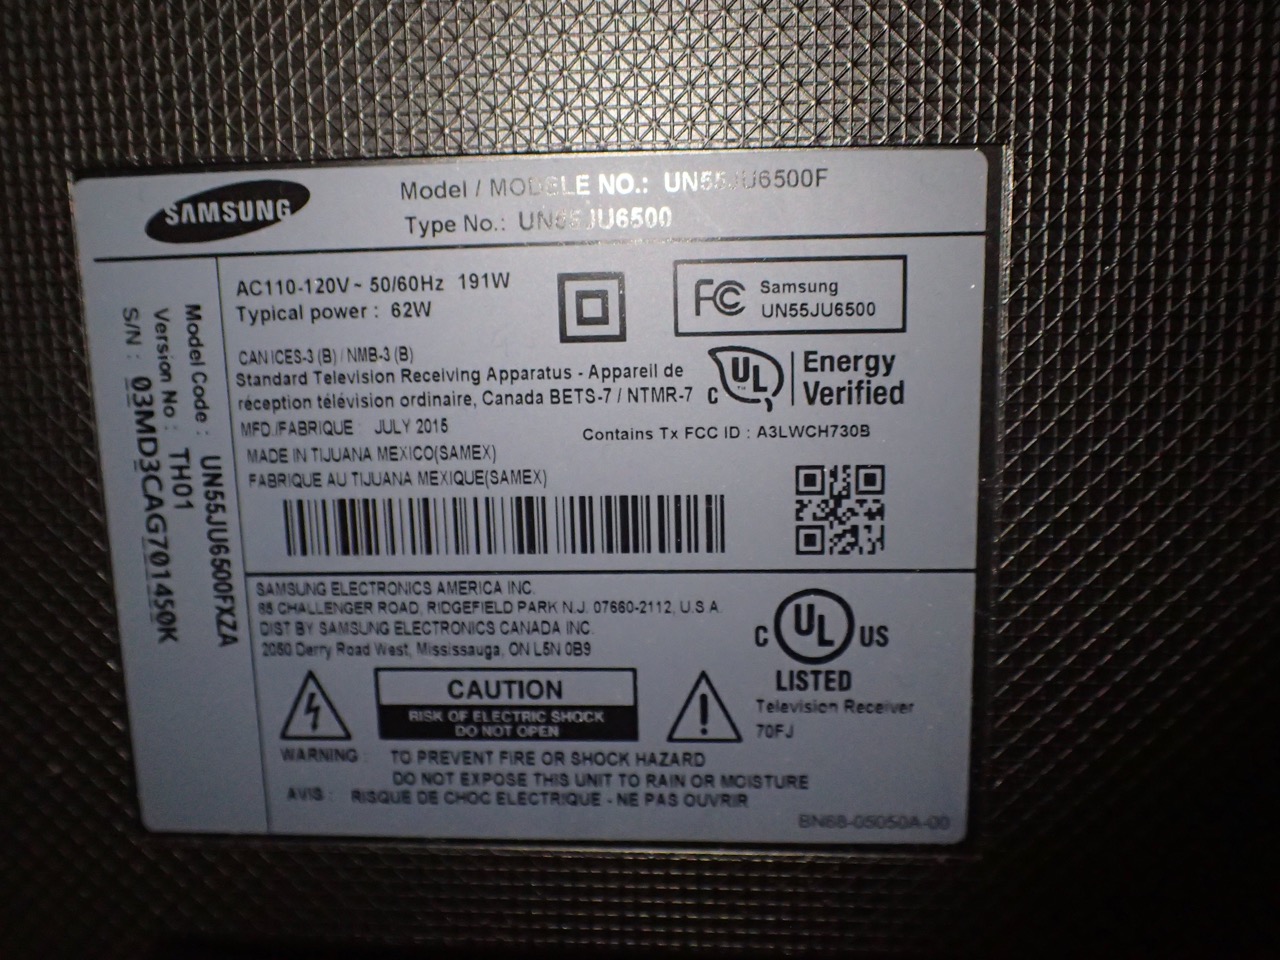 SAMSUNG
Model / MODELE NO.: UN55JU6500F
Type No.: UN55JU6500
AC110-120V ~ 50/60Hz 191W
Typical power : 62W
FC Samsung
UN55JU6500
CAN ICES-3 (B) / NMB-3 (B)
Standard Television Receiving Apparatus - Appareil de
réception télévision ordinaire, Canada BETS-7 / NTMR-7
C UL Energy
Verified
MFD./FABRIQUE : JULY 2015
Contains Tx FCC ID : A3LWCH730B
MADE IN TIJUANA MEXICO(SAMEX)
FABRIQUE AU TIJUANA MEXIQUE(SAMEX)
Model Code : UN55JU6500FXZA
Version No : TH01
S/N : 03MD3CAG701450K
SAMSUNG ELECTRONICS AMERICA INC.
85 CHALLENGER ROAD, RIDGEFIELD PARK N.J. 07660-2112, U.S.A.
DIST BY SAMSUNG ELECTRONICS CANADA INC.
2050 Derry Road West, Mississauga, ON L5N 0B9
C UL US
LISTED
Television Receiver
70FJ
CAUTION
RISK OF ELECTRIC SHOCK
DO NOT OPEN
WARNING : TO PREVENT FIRE OR SHOCK HAZARD
DO NOT EXPOSE THIS UNIT TO RAIN OR MOISTURE
AVIS : RISQUE DE CHOC ELECTRIQUE - NE PAS OUVRIR
BN68-05050A-00